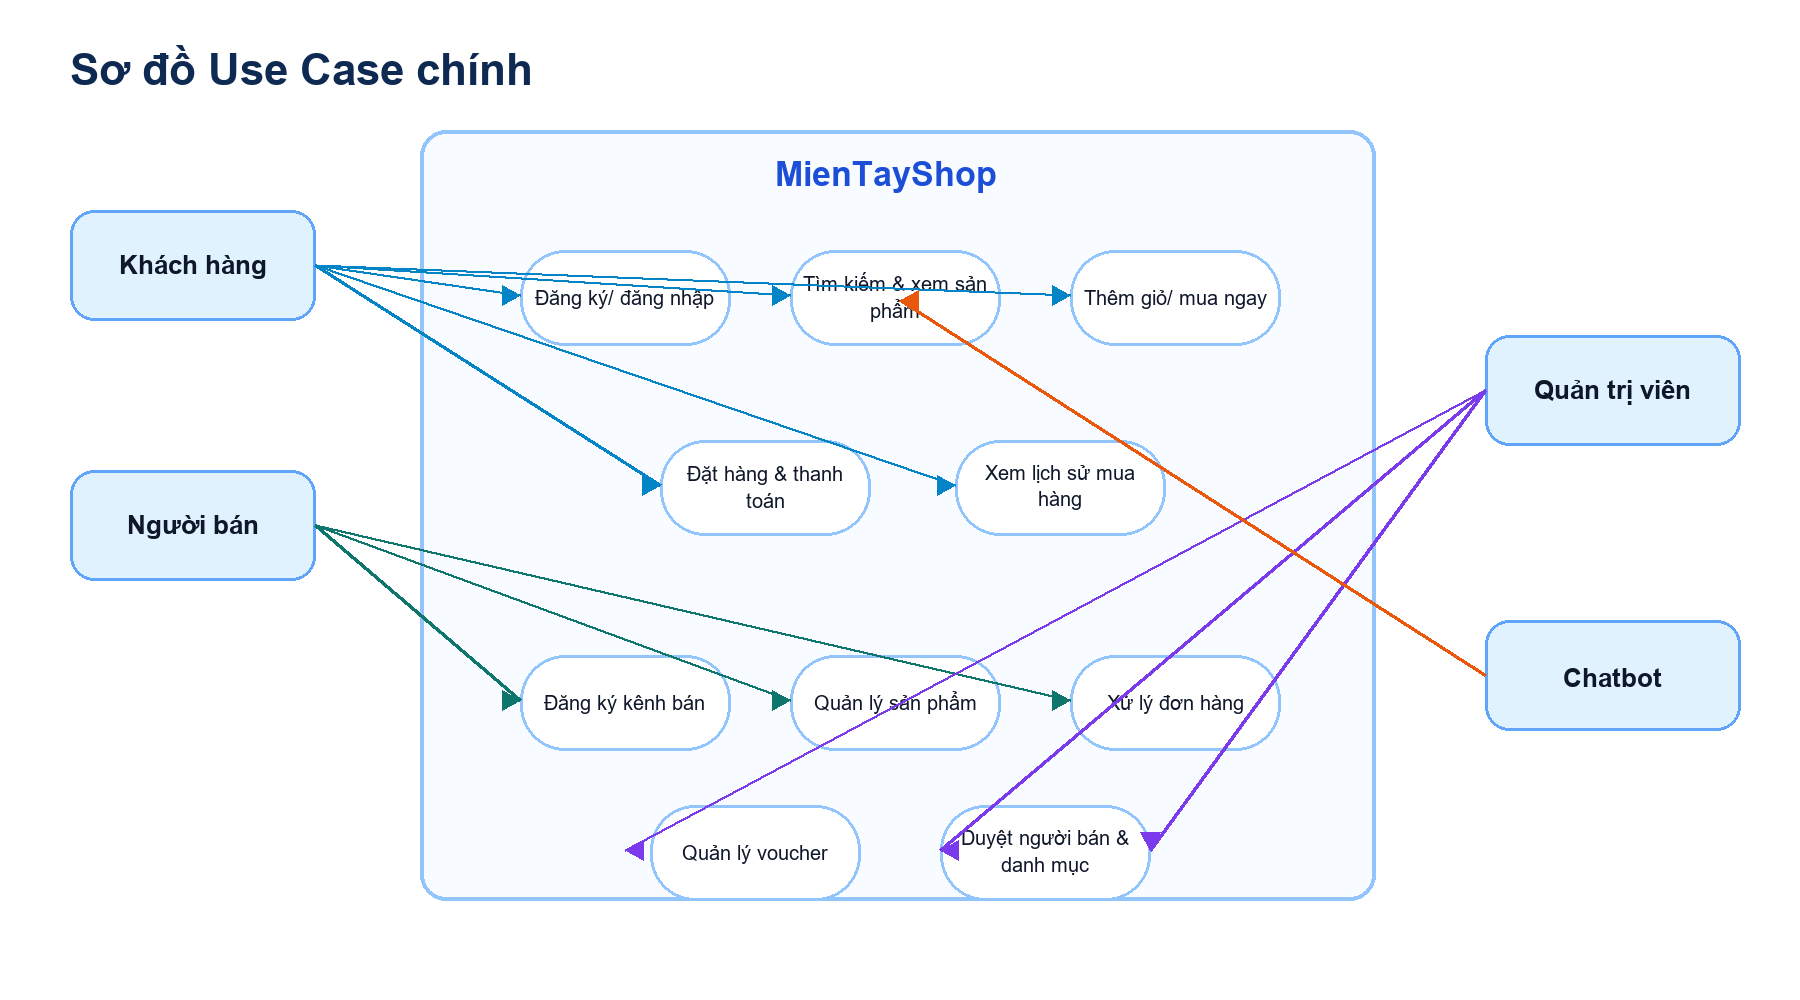 Sơ đồ Use Case chính
MienTayShop
Khách hàng
Đăng ký/ đăng nhập
Tìm kiếm & xem sản
phẩm
Thêm giỏ/ mua ngay
Quản trị viên
Đặt hàng & thanh
toán
Xem lịch sử mua
hàng
Người bán
Chatbot
Đăng ký kênh bán
Quản lý sản phẩm
Xử lý đơn hàng
Quản lý voucher
Duyệt người bán &
danh mục